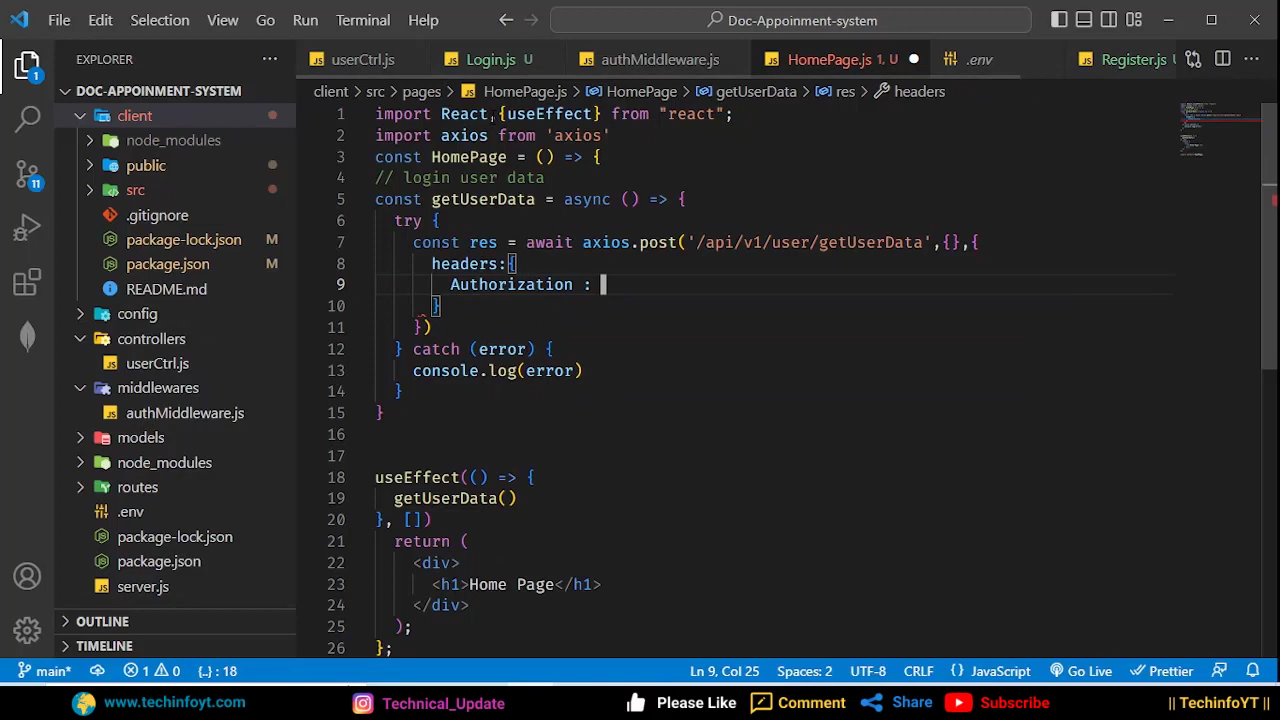 File Edit Selection View Go Run Terminal Help Doc-Appoinment-system
EXPLORER
DOC-APPOINMENT-SYSTEM
client
node_modules
public
src
.gitignore
package-lock.json M
package.json M
README.md
config
controllers
userCtrl.js
middlewares
authMiddleware.js
models
node_modules
routes
.env
package-lock.json
package.json
server.js
OUTLINE
TIMELINE
1
11
userCtrl.js Login.js U authMiddleware.js HomePage.js 1, U .env Register.js U
client > src > pages > HomePage.js > HomePage > getUserData > res > headers
1 import React,{useEffect} from "react";
2 import axios from 'axios'
3 const HomePage = () => {
4 // login user data
5 const getUserData = async () => {
6 try {
7 const res = await axios.post('/api/v1/user/getUserData',{},{
8 headers:{
9 Authorization :
10 }
11 })
12 } catch (error) {
13 console.log(error)
14 }
15 }
16
17
18 useEffect(() => {
19 getUserData()
20 }, [])
21 return (
22 <div>
23 <h1>Home Page</h1>
24 </div>
25 );
26 };
main* 1 0 {..} : 18 Ln 9, Col 25 Spaces: 2 UTF-8 CRLF {} JavaScript Go Live Prettier
www.techinfoyt.com Technical_Update Please Like Comment Share Subscribe || TechinfoYT ||